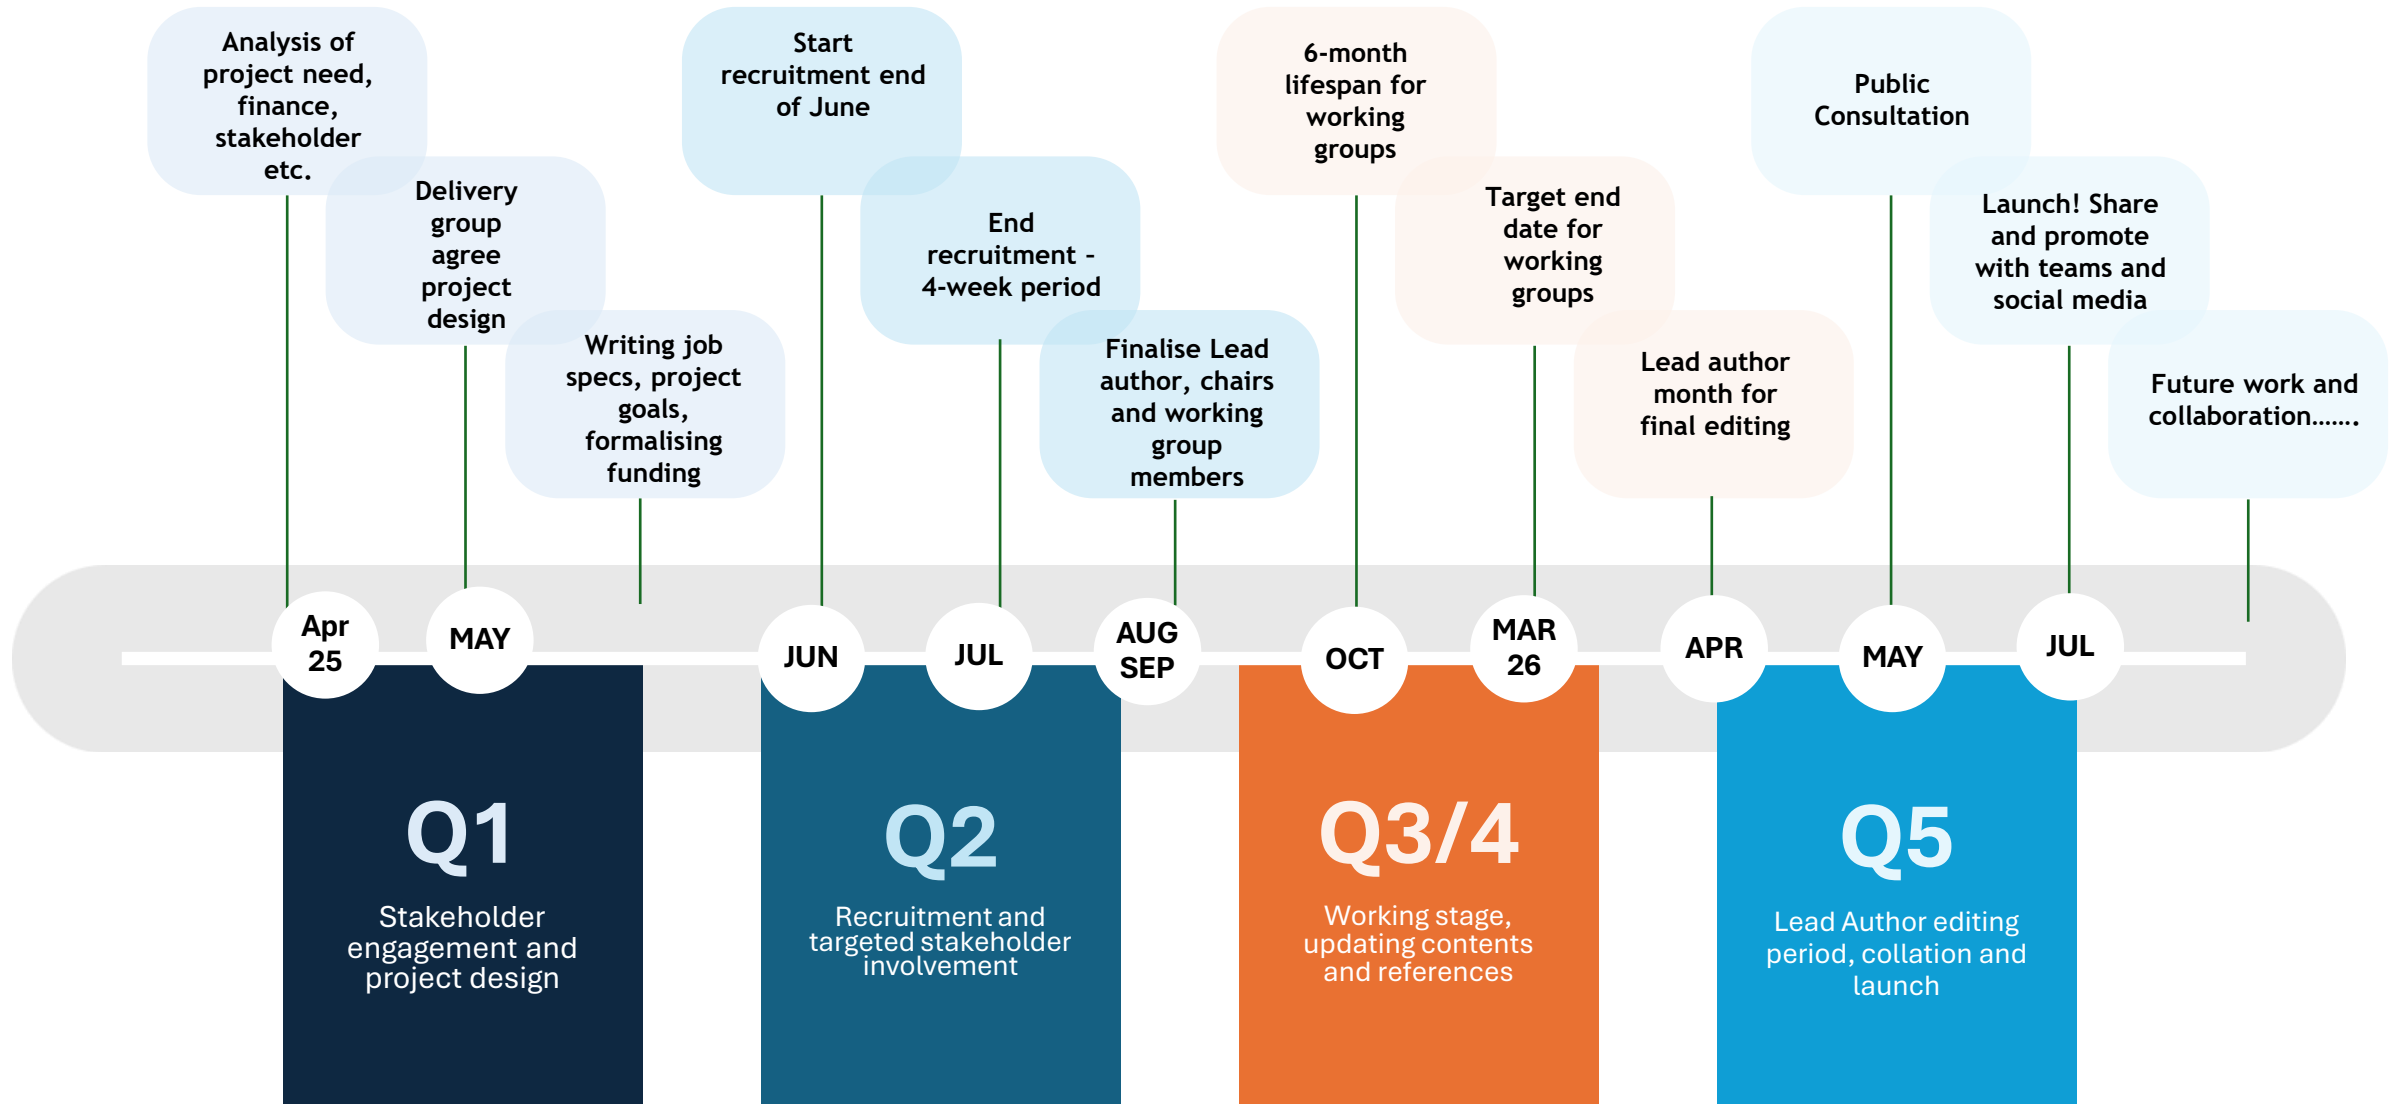 Analysis of
project need,
finance,
stakeholder
etc.
Delivery
group
agree
project
design
Writing job
specs, project
goals,
formalising
funding
Start
recruitment end
of June
End
recruitment –
4-week period
Finalise Lead
author, chairs
and working
group
members
6-month
lifespan for
working
groups
Target end
date for
working
groups
Lead author
month for
final editing
Public
Consultation
Launch! Share
and promote
with teams and
social media
Future work and
collaboration.......
Apr
25
MAY
JUN
JUL
AUG
SEP
OCT
MAR
26
APR
MAY
JUL
Q1
Stakeholder
engagement and
project design
Q2
Recruitment and
targeted stakeholder
involvement
Q3/4
Working stage,
updating contents
and references
Q5
Lead Author editing
period, collation and
launch